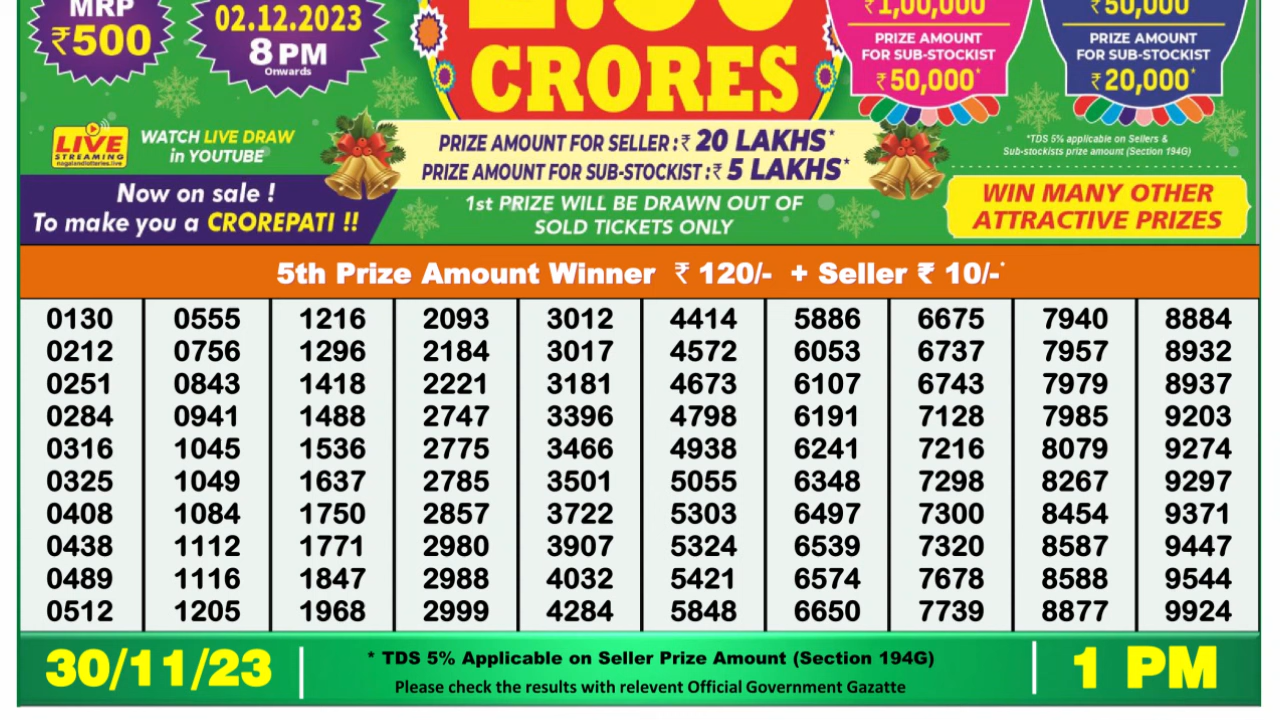 MRP
₹500
02.12.2023
8 PM
Onwards
CRORES
₹1,00,000
PRIZE AMOUNT
FOR SUB-STOCKIST
₹50,000*
₹50,000
PRIZE AMOUNT
FOR SUB-STOCKIST
₹20,000*
LIVE
STREAMING
nagalandlotteries.live
WATCH LIVE DRAW
in YOUTUBE
PRIZE AMOUNT FOR SELLER :₹ 20 LAKHS*
PRIZE AMOUNT FOR SUB-STOCKIST :₹ 5 LAKHS*
*TDS 5% applicable on Sellers &
Sub-stockists prize amount (Section 194G)
Now on sale !
To make you a CROREPATI !!
1st PRIZE WILL BE DRAWN OUT OF
SOLD TICKETS ONLY
WIN MANY OTHER
ATTRACTIVE PRIZES
5th Prize Amount Winner ₹ 120/- + Seller ₹ 10/-*
0130 0555 1216 2093 3012 4414 5886 6675 7940 8884
0212 0756 1296 2184 3017 4572 6053 6737 7957 8932
0251 0843 1418 2221 3181 4673 6107 6743 7979 8937
0284 0941 1488 2747 3396 4798 6191 7128 7985 9203
0316 1045 1536 2775 3466 4938 6241 7216 8079 9274
0325 1049 1637 2785 3501 5055 6348 7298 8267 9297
0408 1084 1750 2857 3722 5303 6497 7300 8454 9371
0438 1112 1771 2980 3907 5324 6539 7320 8587 9447
0489 1116 1847 2988 4032 5421 6574 7678 8588 9544
0512 1205 1968 2999 4284 5848 6650 7739 8877 9924
30/11/23
* TDS 5% Applicable on Seller Prize Amount (Section 194G)
Please check the results with relevent Official Government Gazatte
1 PM